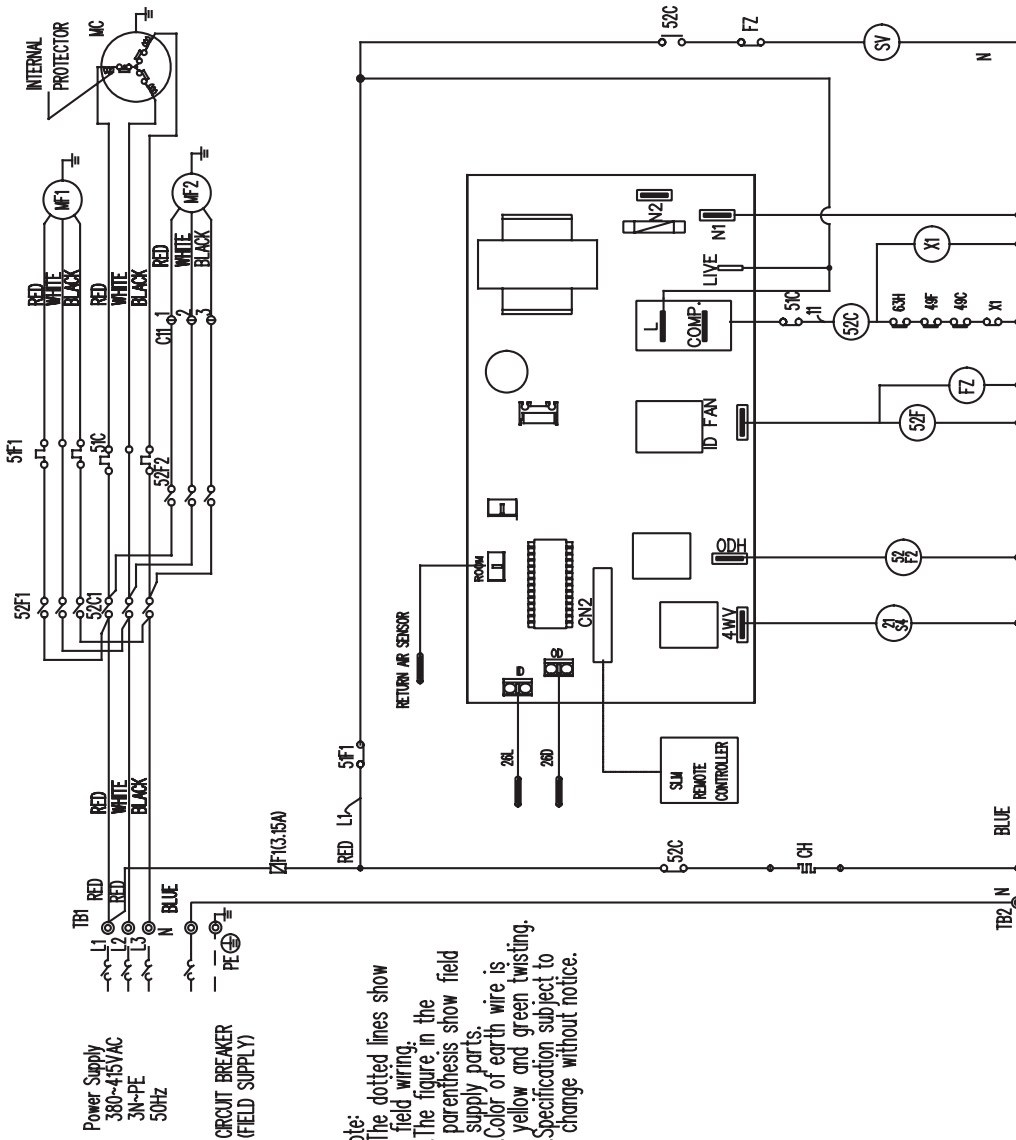 INTERNAL
PROTECTOR
MC
MF1
MF2
RED
WHITE
BLACK
RED
WHITE
BLACK
RED
WHITE
BLACK
C11
1
2
3
51F1
51C
52F2
52F1
52C1
RED
WHITE
BLACK
TB1
RED
RED
L1
L2
L3
N
BLUE
PE
Power Supply
380~415VAC
3N~PE
50Hz
CIRCUIT BREAKER
(FIELD SUPPLY)
F1(3.15A)
RED
L1
51F1
52C
FZ
SV
N
RETURN AIR SENSOR
ROOM
N2
N1
LIVE
L
COMP.
ID FAN
ODH
4WV
CN2
ID
OD
26L
26D
SLM
REMOTE
CONTROLLER
51C
11
52C
X1
63H
49F
49C
X1
FZ
52F
52
F2
21
S4
52C
CH
BLUE
TB2
N
ote:
The dotted lines show
field wiring.
The figure in the
parenthesis show field
supply parts.
Color of earth wire is
yellow and green twisting.
Specification subject to
change without notice.